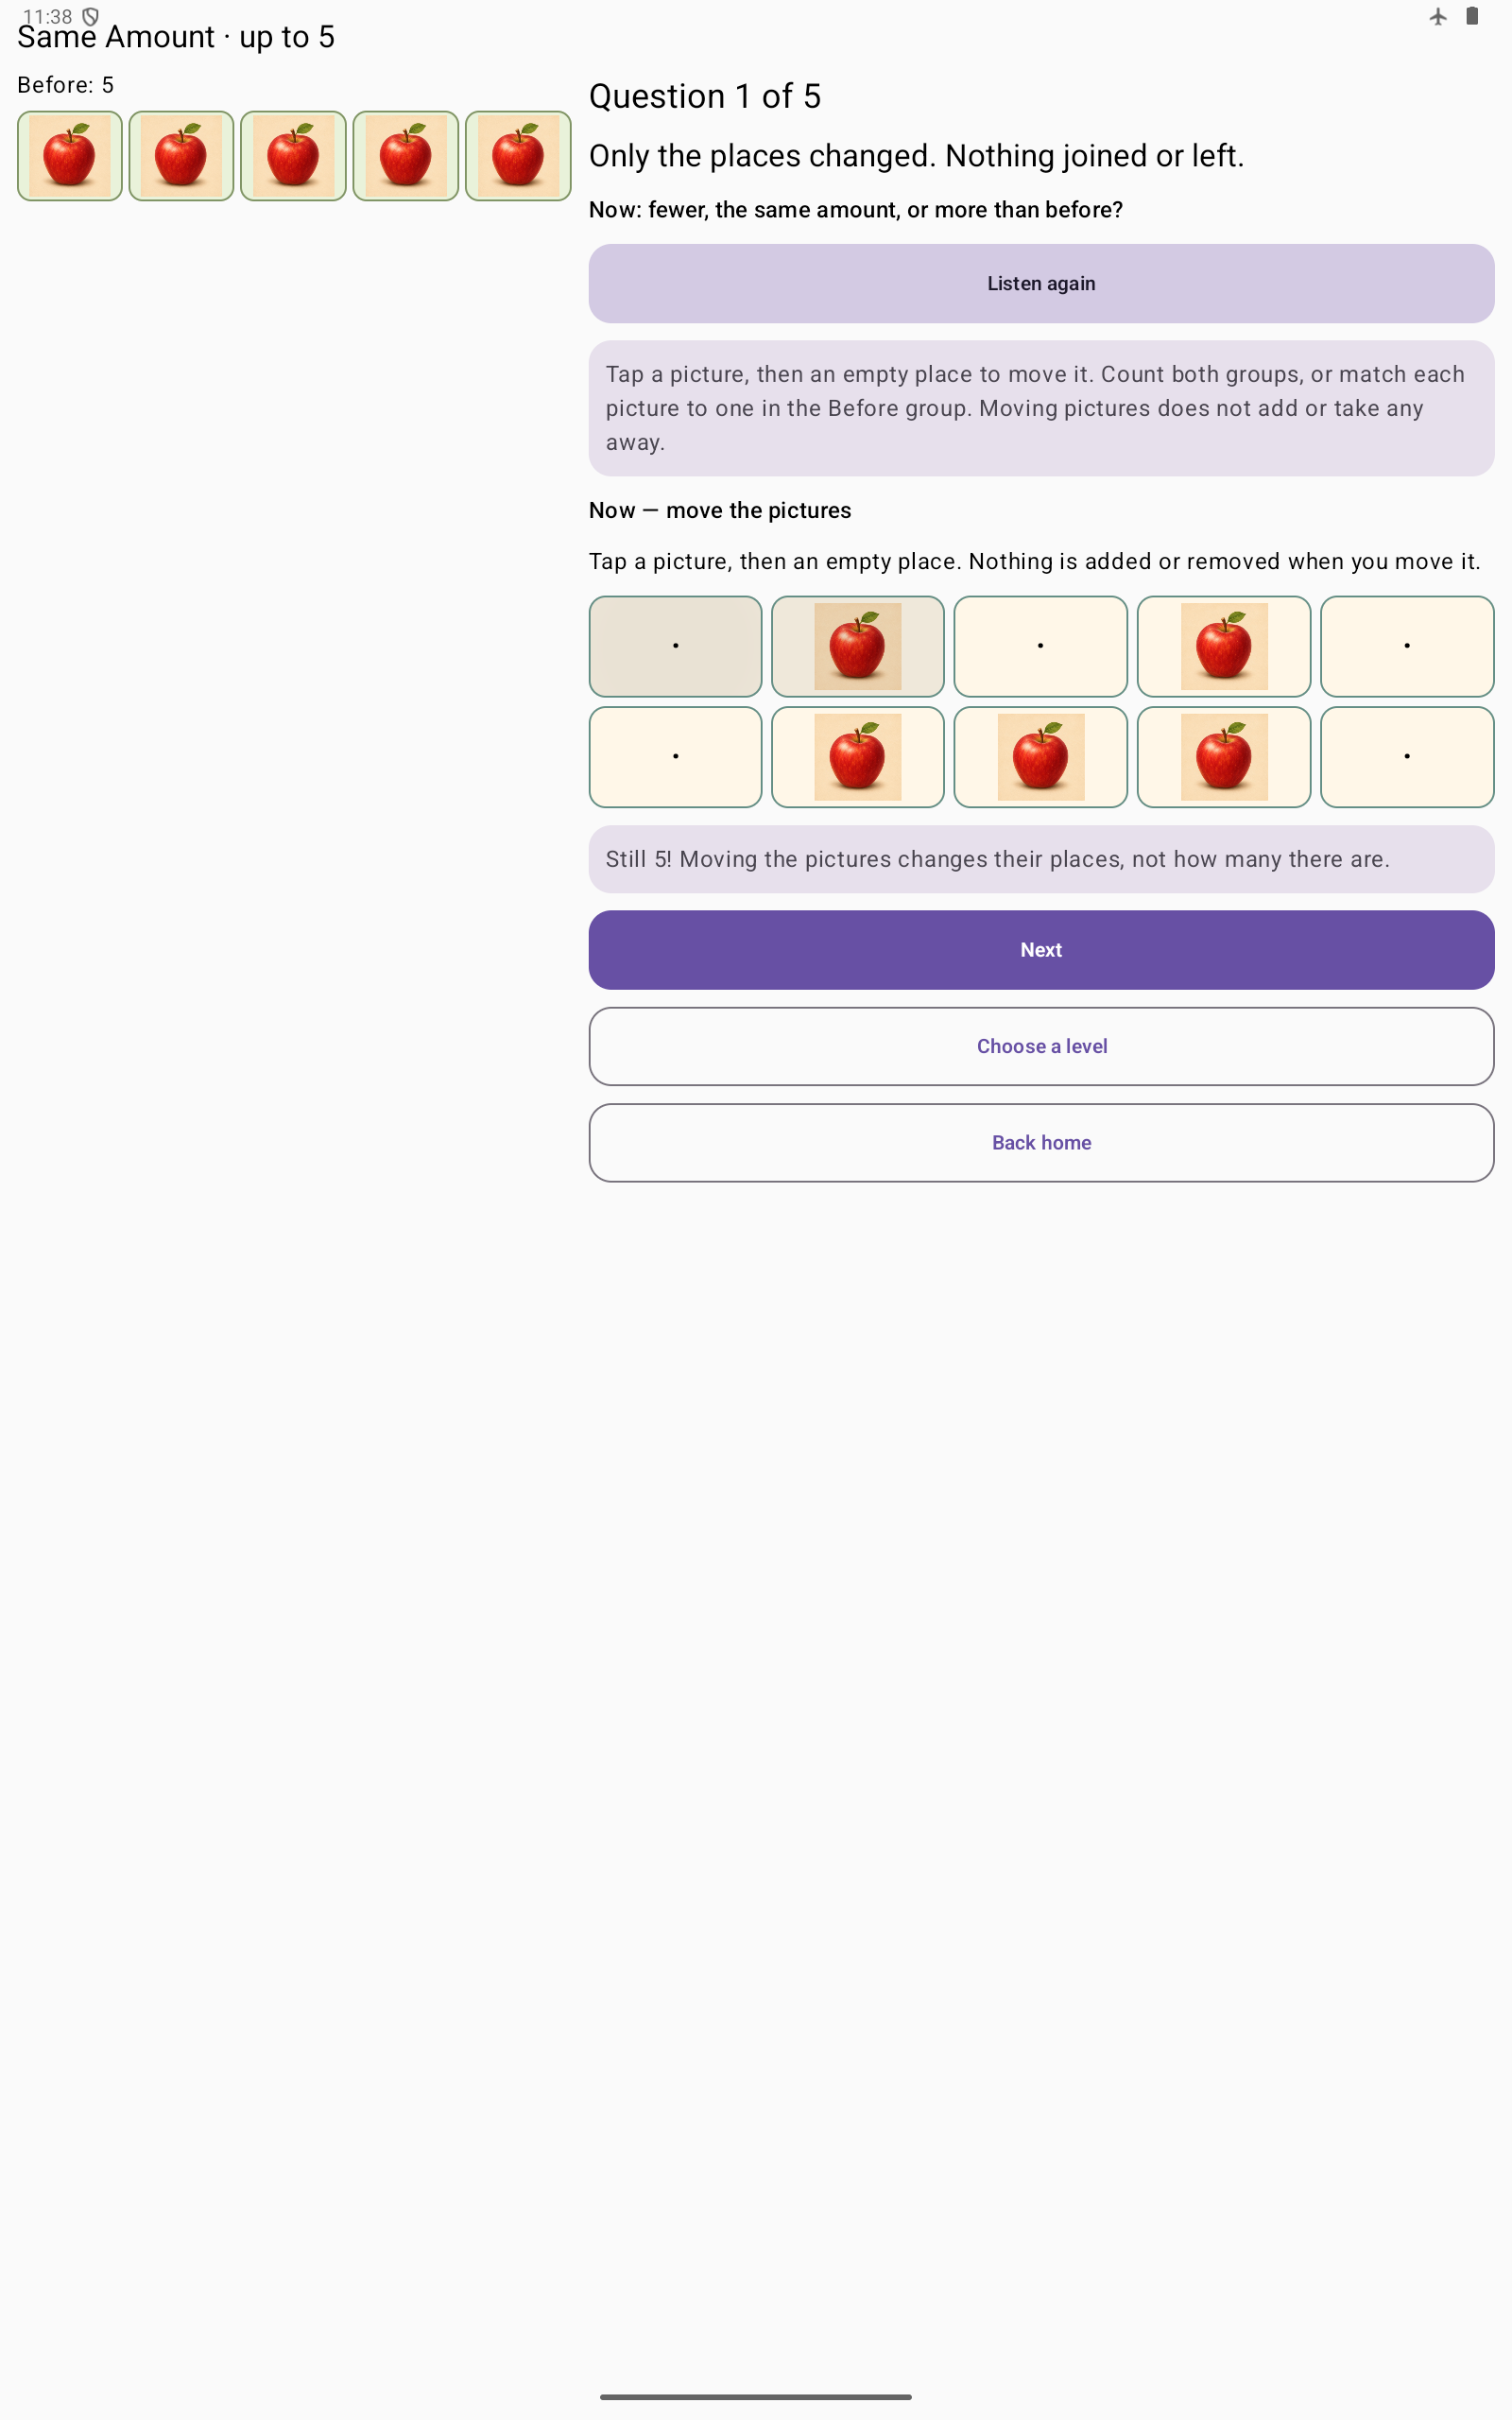 11:38
Same Amount · up to 5
Before: 5
Question 1 of 5
Only the places changed. Nothing joined or left.
Now: fewer, the same amount, or more than before?
Listen again
Tap a picture, then an empty place to move it. Count both groups, or match each
picture to one in the Before group. Moving pictures does not add or take any
away.
Now — move the pictures
Tap a picture, then an empty place. Nothing is added or removed when you move it.
Still 5! Moving the pictures changes their places, not how many there are.
Next
Choose a level
Back home